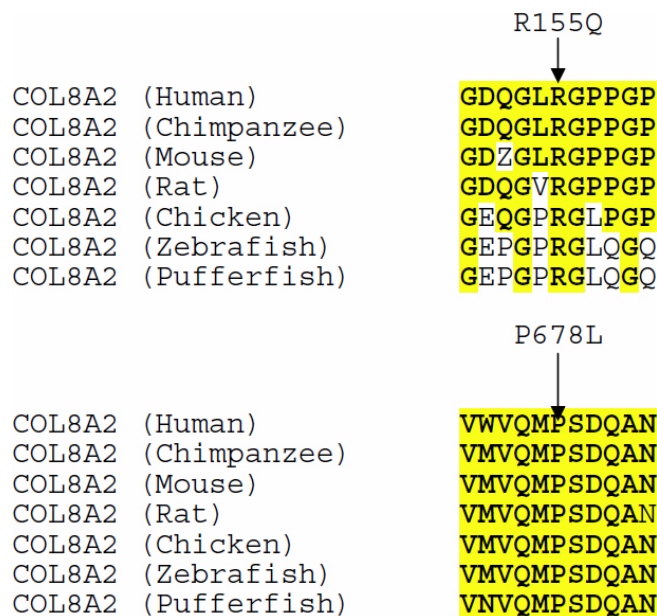 R155Q
COL8A2 (Human) GDQGLRGPPGP
COL8A2 (Chimpanzee) GDQGLRGPPGP
COL8A2 (Mouse) GDZGLRGPPGP
COL8A2 (Rat) GDQGVRGPPGP
COL8A2 (Chicken) GEQGPRGLPGP
COL8A2 (Zebrafish) GEPGPRGLQGQ
COL8A2 (Pufferfish) GEPGPRGLQGQ
P678L
COL8A2 (Human) VWVQMPSDQAN
COL8A2 (Chimpanzee) VMVQMPSDQAN
COL8A2 (Mouse) VMVQMPSDQAN
COL8A2 (Rat) VMVQMPSDQAN
COL8A2 (Chicken) VMVQMPSDQAN
COL8A2 (Zebrafish) VMVQMPSDQAN
COL8A2 (Pufferfish) VNVQMPSDQAN